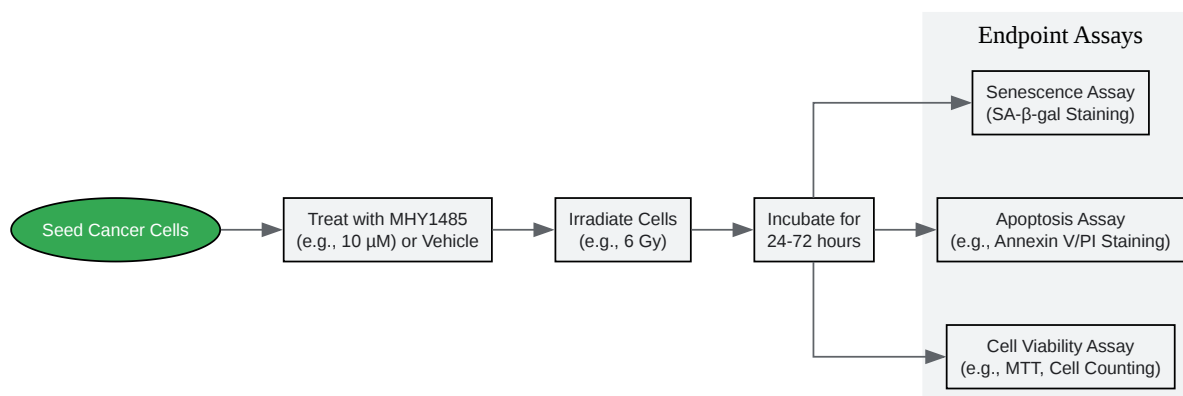 Endpoint Assays
Senescence Assay
(SA-β-gal Staining)
Seed Cancer Cells
Treat with MHY1485
(e.g., 10 µM) or Vehicle
Irradiate Cells
(e.g., 6 Gy)
Incubate for
24-72 hours
Apoptosis Assay
(e.g., Annexin V/PI Staining)
Cell Viability Assay
(e.g., MTT, Cell Counting)